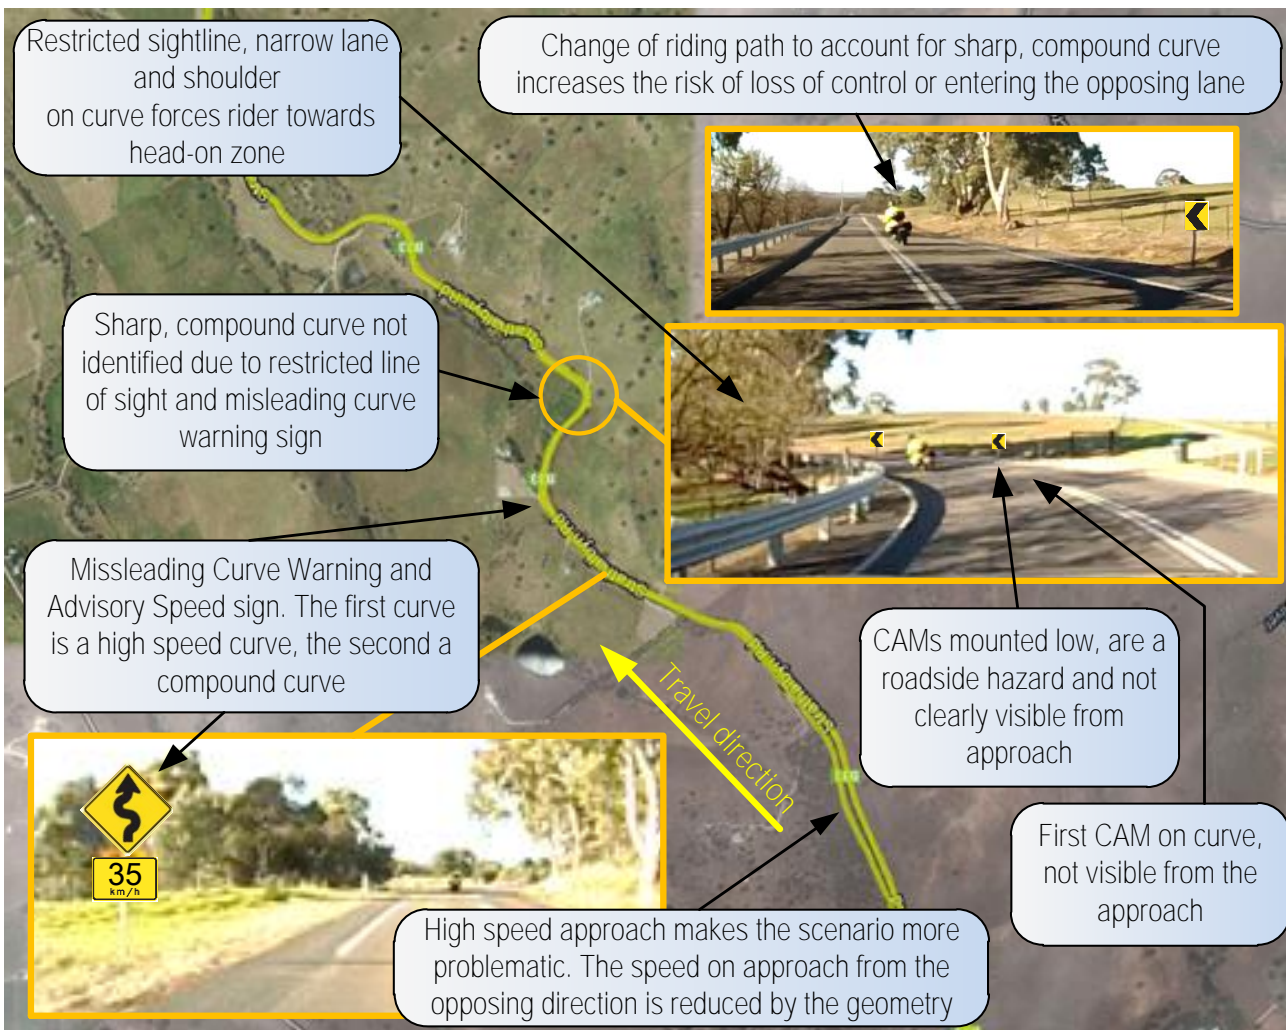 Restricted sightline, narrow lane
and shoulder
on curve forces rider towards
head-on zone
Change of riding path to account for sharp, compound curve
increases the risk of loss of control or entering the opposing lane
Sharp, compound curve not
identified due to restricted line
of sight and misleading curve
warning sign
Missleading Curve Warning and
Advisory Speed sign. The first curve
is a high speed curve, the second a
compound curve
CAMs mounted low, are a
roadside hazard and not
clearly visible from
approach
Travel direction
First CAM on curve,
not visible from the
approach
35
km/h
High speed approach makes the scenario more
problematic. The speed on approach from the
opposing direction is reduced by the geometry